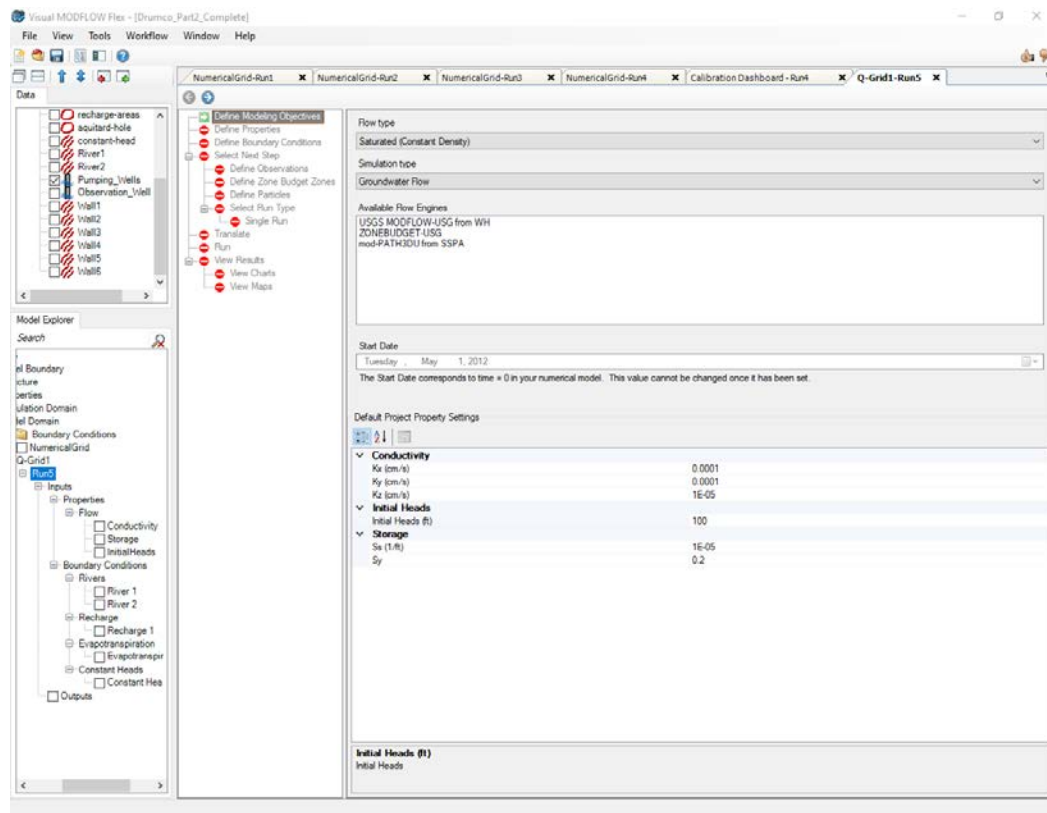 Visual MODFLOW Flex - [Drumco_Part2_Complete]
File View Tools Workflow Window Help
NumericalGrid-Run1 NumericalGrid-Run2 NumericalGrid-Run3 NumericalGrid-Run4 Calibration Dashboard - Run4 Q-Grid1-Run5
Data
recharge-areas
aquitard-hole
constant-head
River1
River2
Pumping_Wells
Observation_Well
Wall1
Wall2
Wall3
Wall4
Wall5
Wall6
Model Explorer
Search
el Boundary
cture
perties
ulation Domain
lel Domain
Boundary Conditions
NumericalGrid
Q-Grid1
Run5
Inputs
Properties
Flow
Conductivity
Storage
InitialHeads
Boundary Conditions
Rivers
River 1
River 2
Recharge
Recharge 1
Evapotranspiration
Evapotranspir
Constant Heads
Constant Hea
Outputs
Define Modeling Objectives
Define Properties
Define Boundary Conditions
Select Next Step
Define Observations
Define Zone Budget Zones
Define Particles
Select Run Type
Single Run
Translate
Run
View Results
View Charts
View Maps
Flow type
Saturated (Constant Density)
Simulation type
Groundwater Flow
Available Flow Engines
USGS MODFLOW-USG from WH
ZONEBUDGET-USG
mod-PATH3DU from SSPA
Start Date
Tuesday , May 1, 2012
The Start Date corresponds to time = 0 in your numerical model. This value cannot be changed once it has been set.
Default Project Property Settings
Conductivity
Kx (cm/s) 0.0001
Ky (cm/s) 0.0001
Kz (cm/s) 1E-05
Initial Heads
Initial Heads (ft) 100
Storage
Ss (1/ft) 1E-05
Sy 0.2
Initial Heads (ft)
Initial Heads